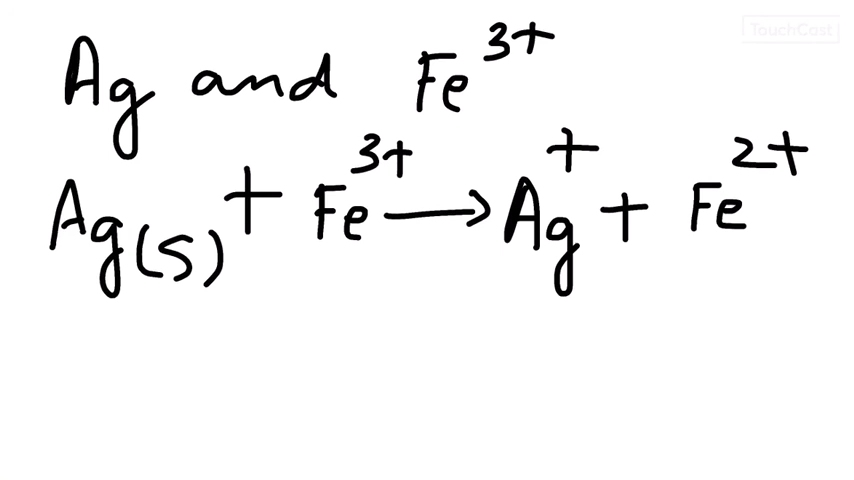 TouchCast
Ag and Fe³⁺
Ag(s) + Fe³⁺ → Ag⁺ + Fe²⁺